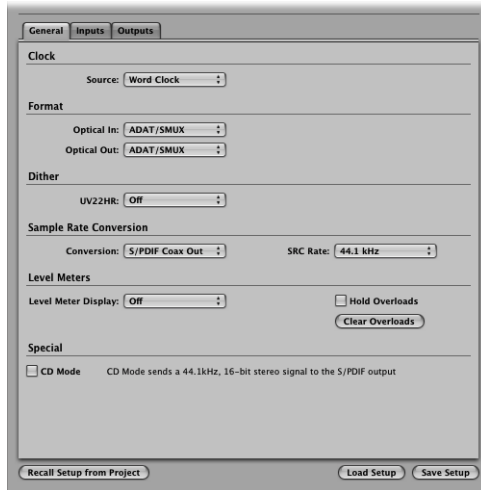 General Inputs Outputs
Clock
Source: Word Clock
Format
Optical In: ADAT/SMUX
Optical Out: ADAT/SMUX
Dither
UV22HR: Off
Sample Rate Conversion
Conversion: S/PDIF Coax Out SRC Rate: 44.1 kHz
Level Meters
Level Meter Display: Off Hold Overloads
Clear Overloads
Special
CD Mode CD Mode sends a 44.1kHz, 16-bit stereo signal to the S/PDIF output
Recall Setup from Project Load Setup Save Setup